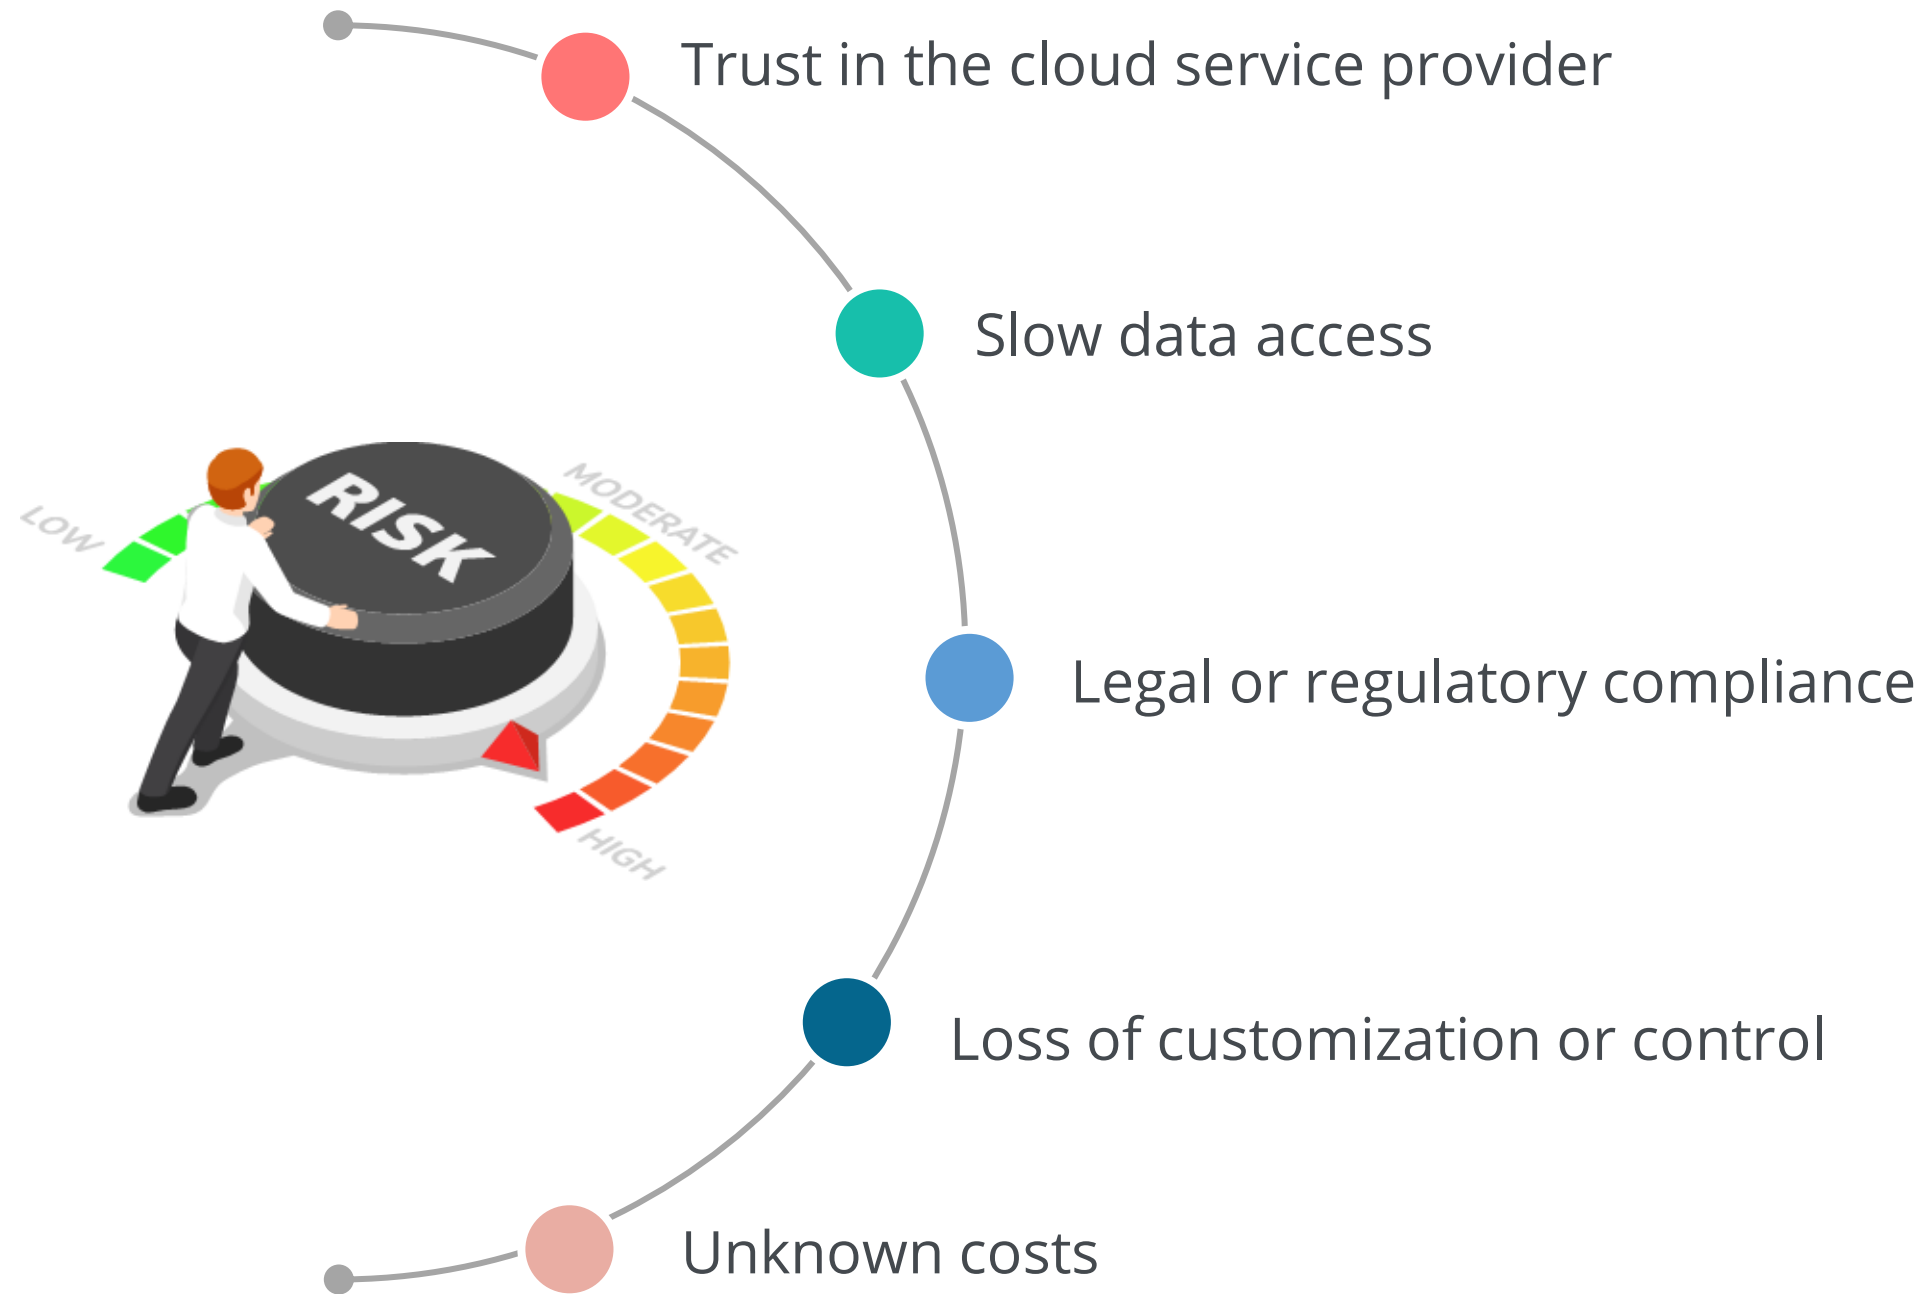 Trust in the cloud service provider
Slow data access
LOW
RISK
MODERATE
HIGH
Legal or regulatory compliance
Loss of customization or control
Unknown costs